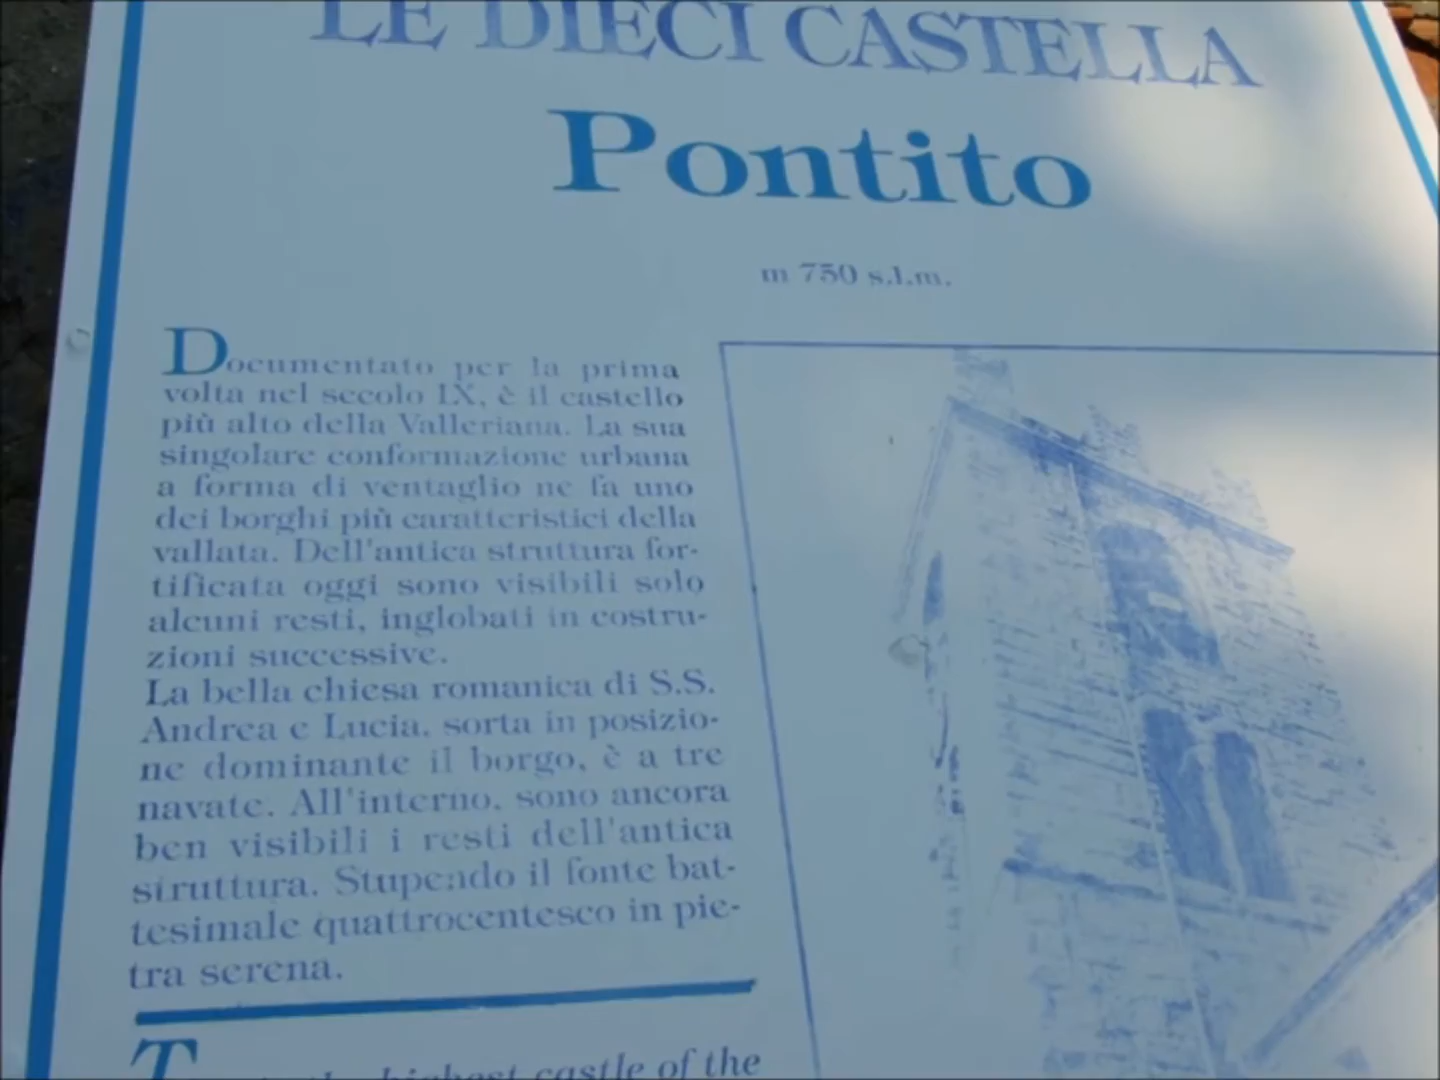 LE DIECI CASTELLA
Pontito
m 750 s.l.m.
Documentato per la prima
volta nel secolo IX, è il castello
più alto della Valleriana. La sua
singolare conformazione urbana
a forma di ventaglio ne fa uno
dei borghi più caratteristici della
vallata. Dell'antica struttura for-
tificata oggi sono visibili solo
alcuni resti, inglobati in costru-
zioni successive.
La bella chiesa romanica di S.S.
Andrea e Lucia, sorta in posizio-
ne dominante il borgo, è a tre
navate. All'interno, sono ancora
ben visibili i resti dell'antica
struttura. Stupendo il fonte bat-
tesimale quattrocentesco in pie-
tra serena.
the highest castle of the